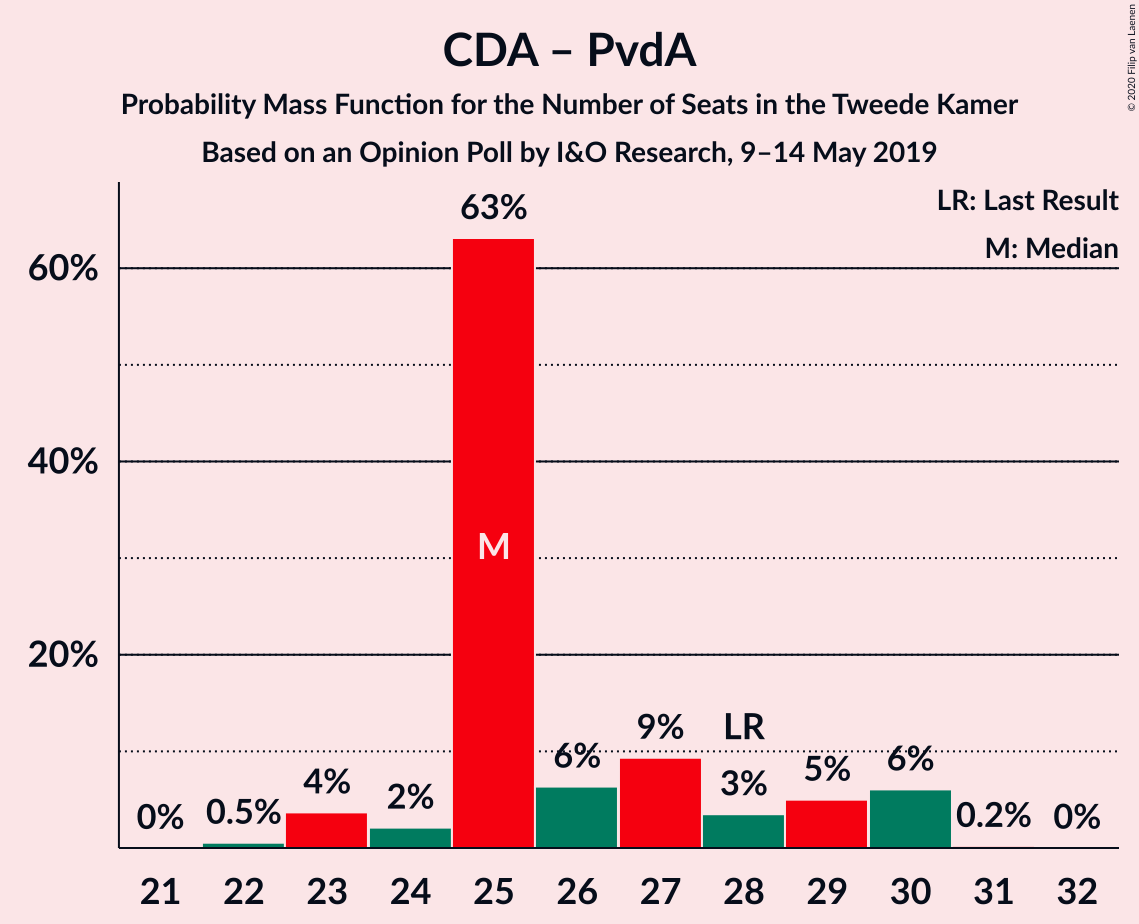 CDA – PvdA
Probability Mass Function for the Number of Seats in the Tweede Kamer
Based on an Opinion Poll by I&O Research, 9–14 May 2019
© 2020 Filip van Laenen
LR: Last Result
M: Median
60%
40%
20%
0%
0.5%
4%
2%
63%
M
6%
9%
LR
3%
5%
6%
0.2%
0%
21 22 23 24 25 26 27 28 29 30 31 32